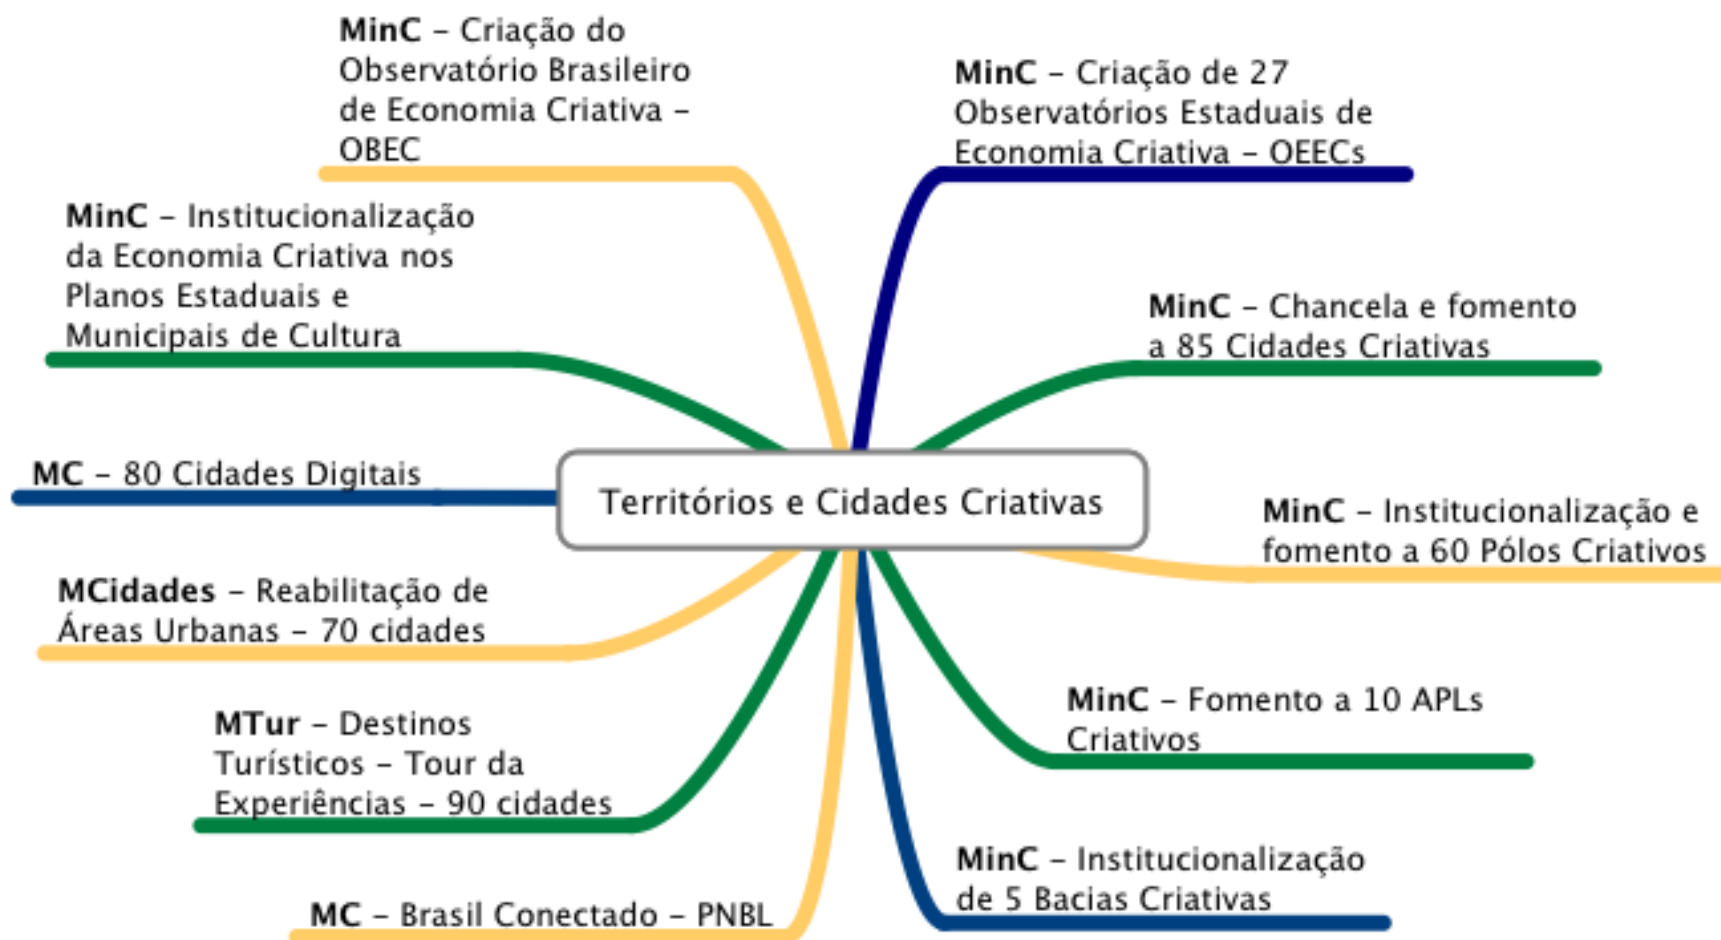 MinC – Criação do
Observatório Brasileiro
de Economia Criativa –
OBEC
MinC – Criação de 27
Observatórios Estaduais de
Economia Criativa – OEECs
MinC – Institucionalização
da Economia Criativa nos
Planos Estaduais e
Municipais de Cultura
MinC – Chancela e fomento
a 85 Cidades Criativas
MC – 80 Cidades Digitais
Territórios e Cidades Criativas
MinC – Institucionalização e
fomento a 60 Pólos Criativos
MCidades – Reabilitação de
Áreas Urbanas – 70 cidades
MTur – Destinos
Turísticos – Tour da
Experiências – 90 cidades
MinC – Fomento a 10 APLs
Criativos
MC – Brasil Conectado – PNBL
MinC – Institucionalização
de 5 Bacias Criativas